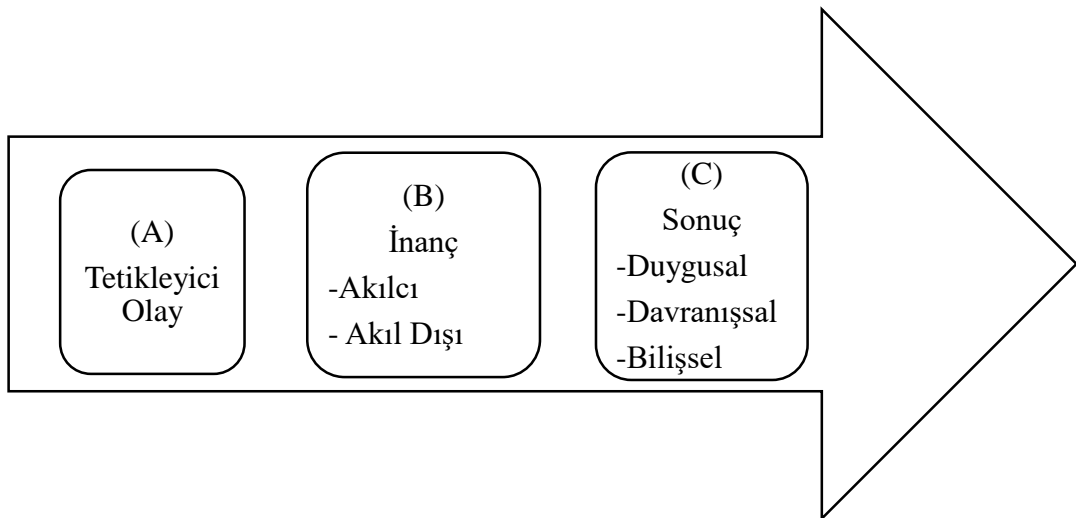 (A)
Tetikleyici
Olay
(B)
İnanç
-Akılcı
- Akıl Dışı
(C)
Sonuç
-Duygusal
-Davranışsal
-Bilişsel